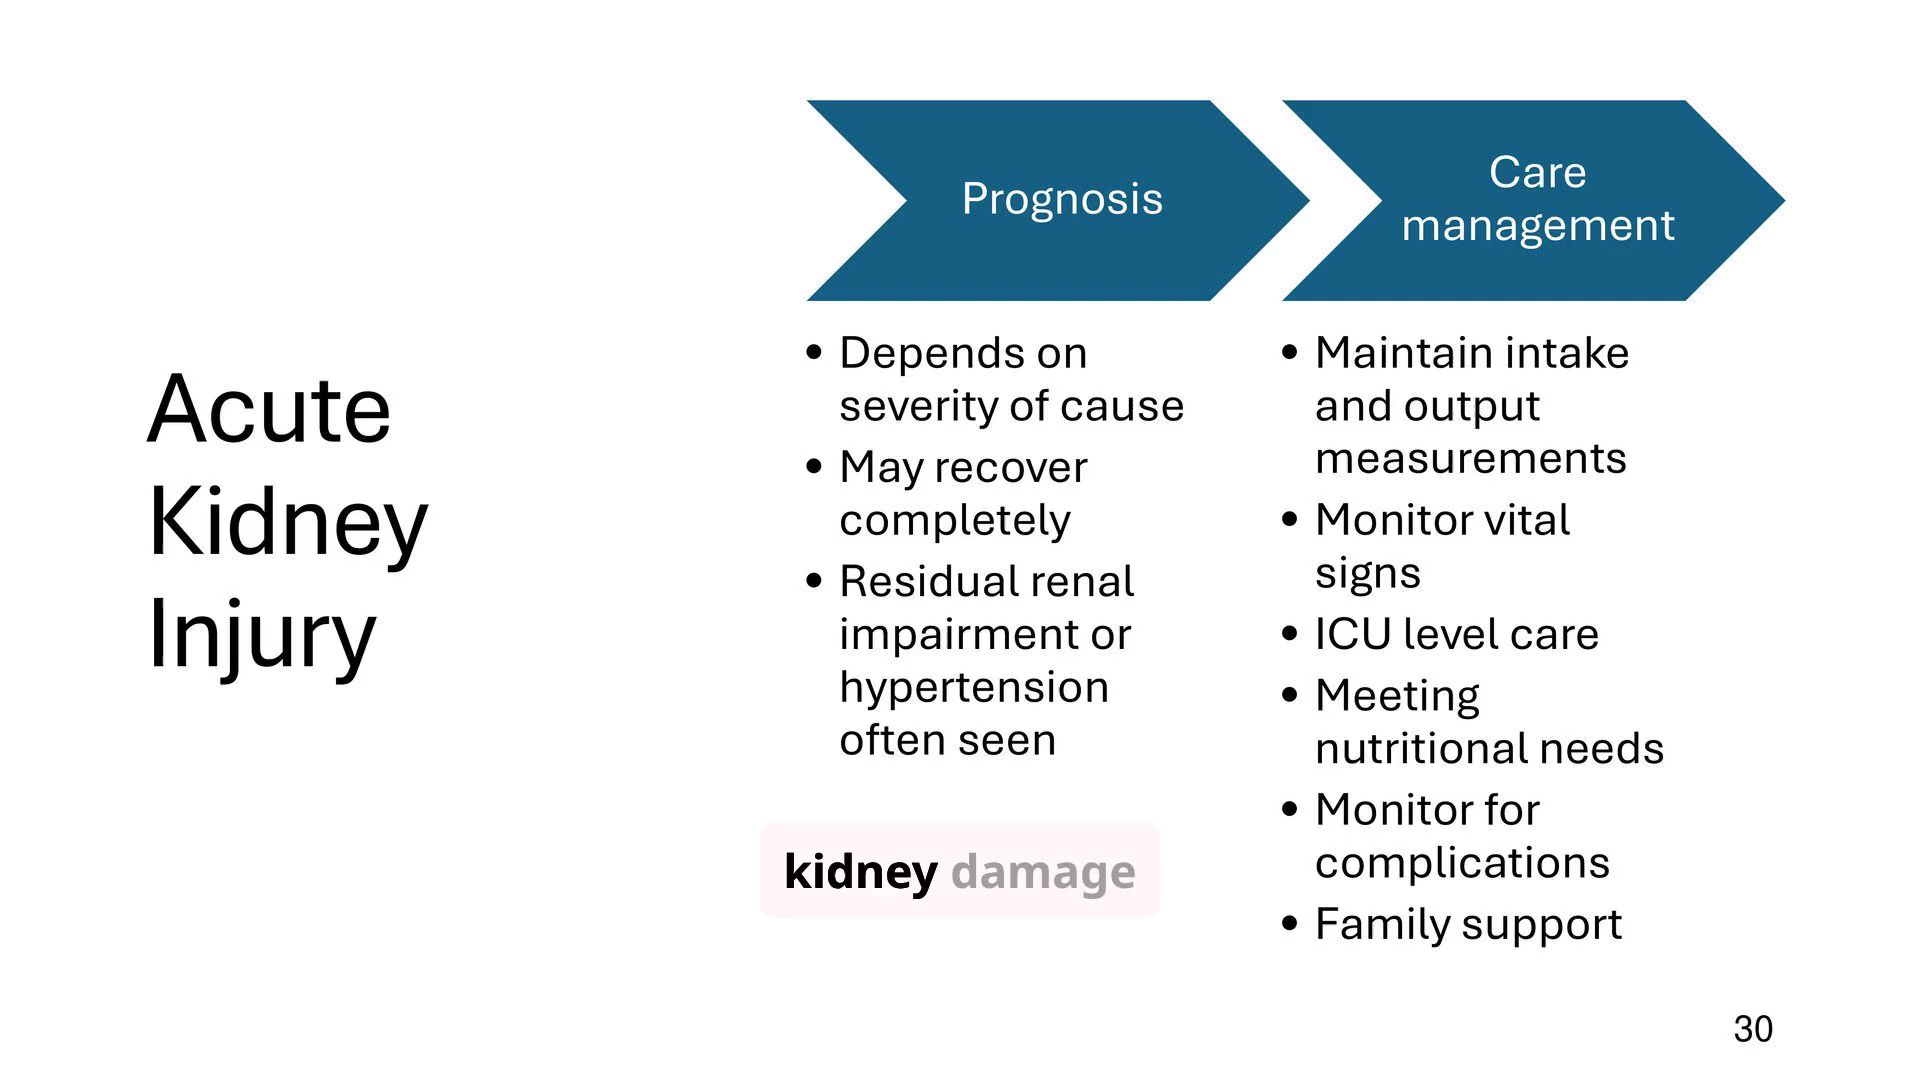 Acute
Kidney
Injury
Prognosis
• Depends on
severity of cause
• May recover
completely
• Residual renal
impairment or
hypertension
often seen
Care
management
• Maintain intake
and output
measurements
• Monitor vital
signs
• ICU level care
• Meeting
nutritional needs
• Monitor for
complications
• Family support
kidney damage
30